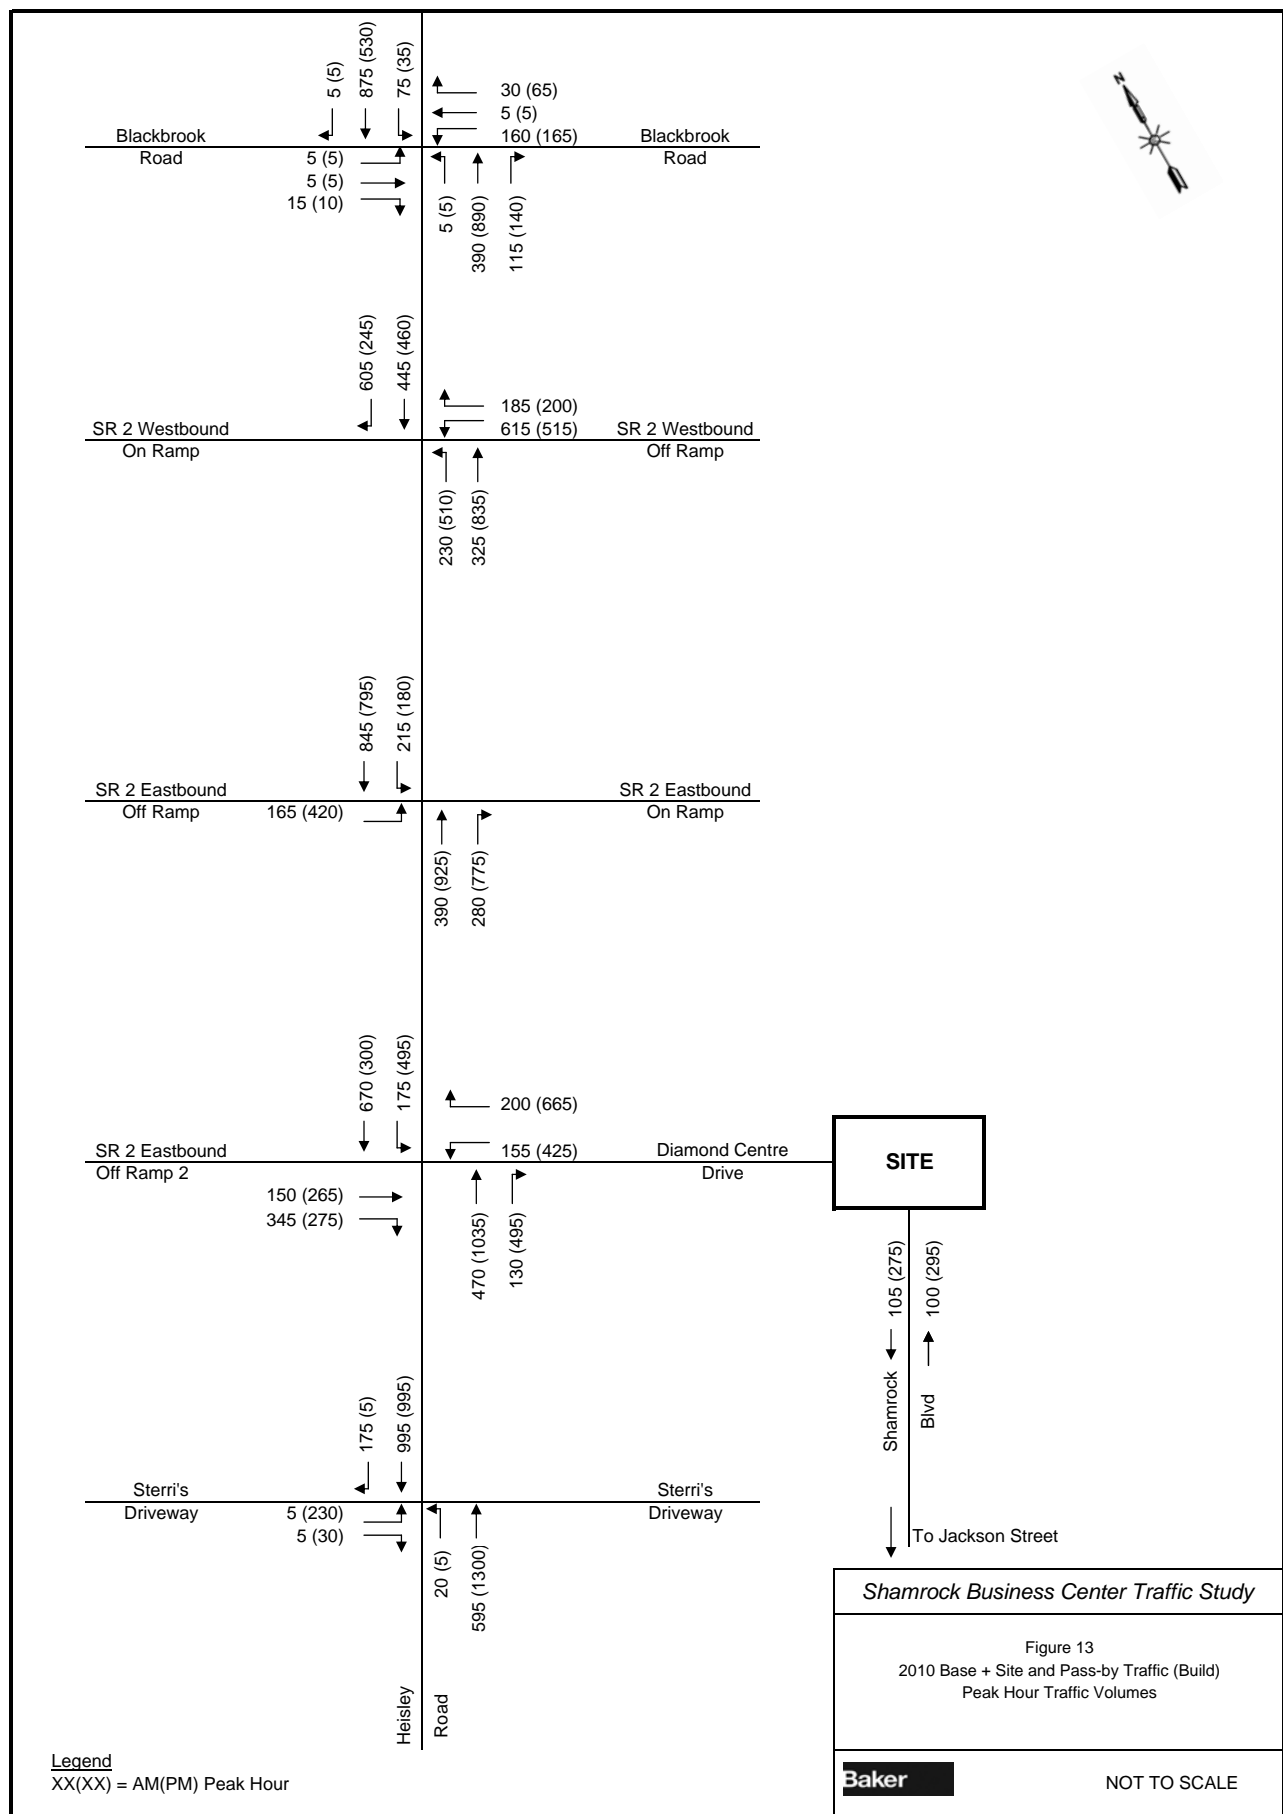 5 (5)
875 (530)
75 (35)
N
30 (65)
5 (5)
160 (165)
Blackbrook
Road
Blackbrook
Road
5 (5)
5 (5)
15 (10)
5 (5)
390 (890)
115 (140)
605 (245)
445 (460)
185 (200)
615 (515)
SR 2 Westbound
On Ramp
SR 2 Westbound
Off Ramp
230 (510)
325 (835)
845 (795)
215 (180)
SR 2 Eastbound
Off Ramp
165 (420)
SR 2 Eastbound
On Ramp
390 (925)
280 (775)
670 (300)
175 (495)
200 (665)
155 (425)
SR 2 Eastbound
Off Ramp 2
Diamond Centre
Drive
SITE
150 (265)
345 (275)
470 (1035)
130 (495)
105 (275)
100 (295)
Shamrock
Blvd
175 (5)
995 (995)
Sterri's
Driveway
5 (230)
5 (30)
Sterri's
Driveway
20 (5)
595 (1300)
To Jackson Street
Heisley
Road
Shamrock Business Center Traffic Study
Figure 13
2010 Base + Site and Pass-by Traffic (Build)
Peak Hour Traffic Volumes
Legend
XX(XX) = AM(PM) Peak Hour
Baker
NOT TO SCALE